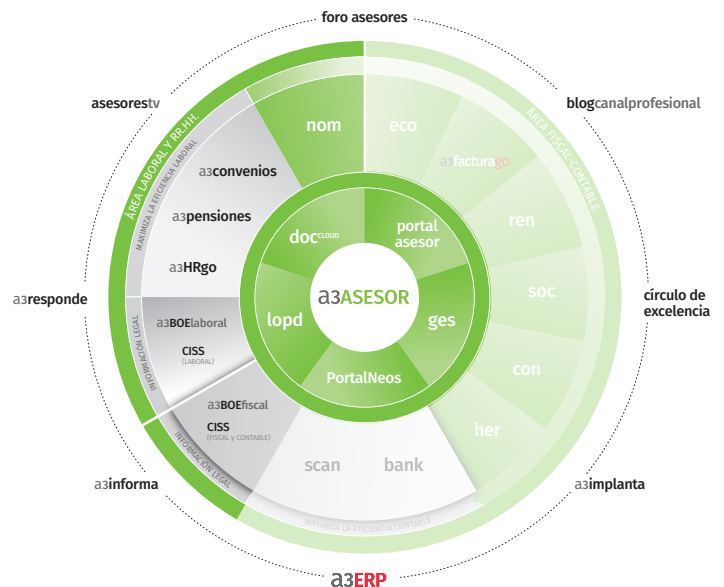 foro asesores
asesorestv
blogcanalprofesional
ÁREA LABORAL Y RR.HH.
MAXIMIZA LA EFICIENCIA LABORAL
ÁREA FISCAL-CONTABLE
nom
eco
a3facturago
a3convenios
a3pensiones
a3HRgo
ren
docCLOUD
portal
asesor
a3ASESOR
soc
a3responde
círculo de
excelencia
INFORMACIÓN LEGAL
a3BOElaboral
CISS
(LABORAL)
lopd
ges
con
PortalNeos
a3BOEfiscal
CISS
(FISCAL y CONTABLE)
INFORMACIÓN LEGAL
her
scan
bank
a3informa
a3implanta
MAXIMIZA LA EFICIENCIA CONTABLE
a3ERP